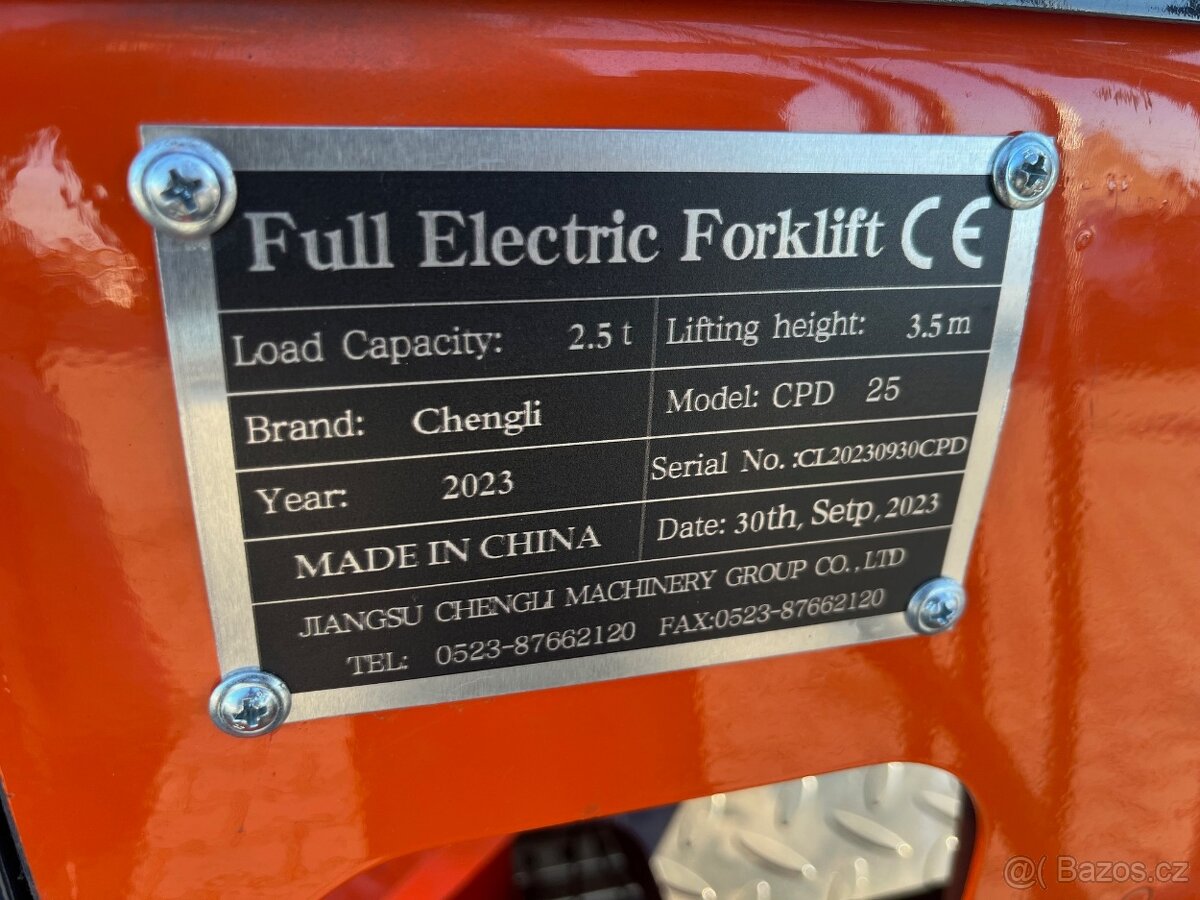 Full Electric Forklift CE
Load Capacity: 2.5 t Lifting height: 3.5 m
Brand: Chengli Model: CPD 25
Year: 2023 Serial No.:CL20230930CPD
MADE IN CHINA Date: 30th, Setp, 2023
JIANGSU CHENGLI MACHINERY GROUP CO., LTD
TEL: 0523-87662120 FAX:0523-87662120
@( Bazos.cz